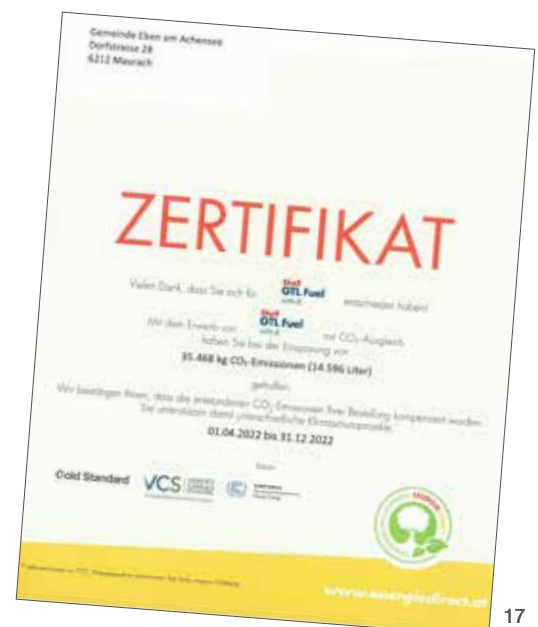 Gemeinde Eben am Achensee
Dorfstrasse 28
6212 Maurach
ZERTIFIKAT
Vielen Dank, dass Sie sich für Shell GTL Fuel entschieden haben!
Mit dem Erwerb von Shell GTL Fuel mit CO₂-Ausgleich
haben Sie bei der Einsparung von
35.468 kg CO₂-Emissionen (14.596 Liter)
geholfen.
Wir bestätigen Ihnen, dass die entstandenen CO₂-Emissionen Ihrer Bestellung kompensiert wurden.
Sie unterstützen damit unterschiedliche Klimaschutzprojekte.
01.04.2022 bis 31.12.2022
Gold Standard VCS
www.energiedirect.at
17